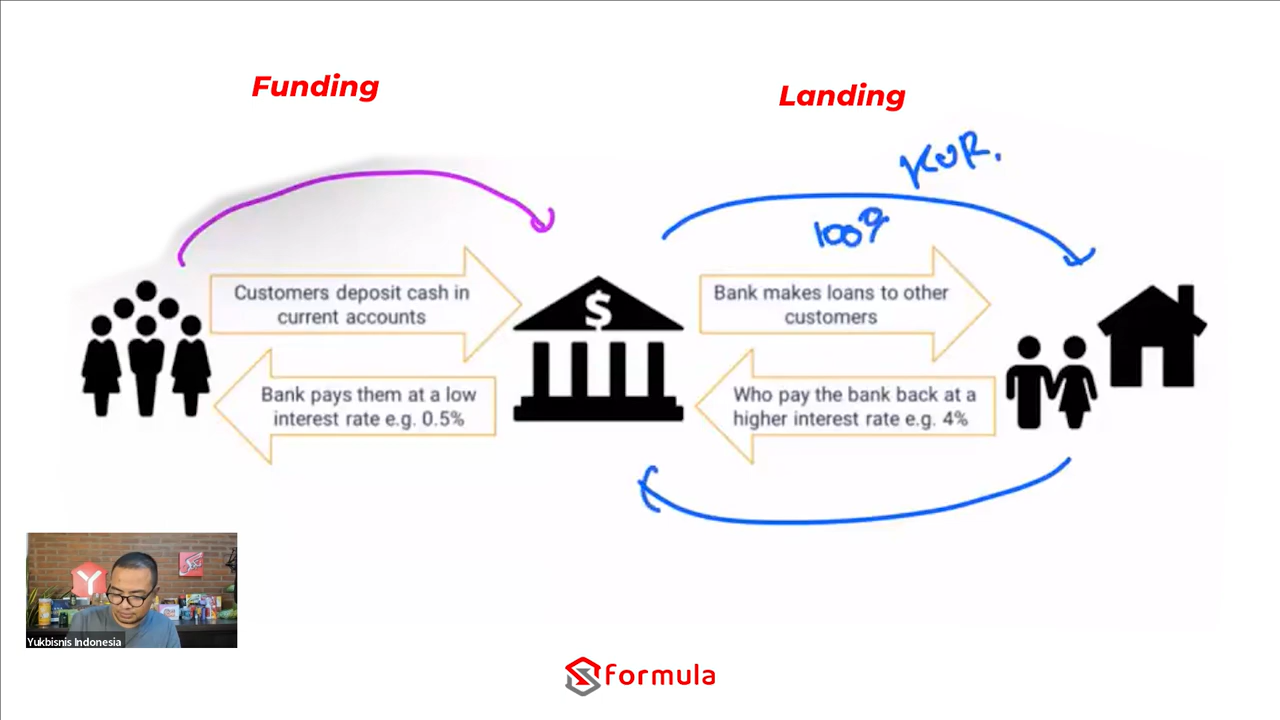 Funding
Landing
KUR.
100%
Customers deposit cash in
current accounts
$
Bank makes loans to other
customers
Bank pays them at a low
interest rate e.g. 0.5%
Who pay the bank back at a
higher interest rate e.g. 4%
Y
Yukbisnis Indonesia
S formula